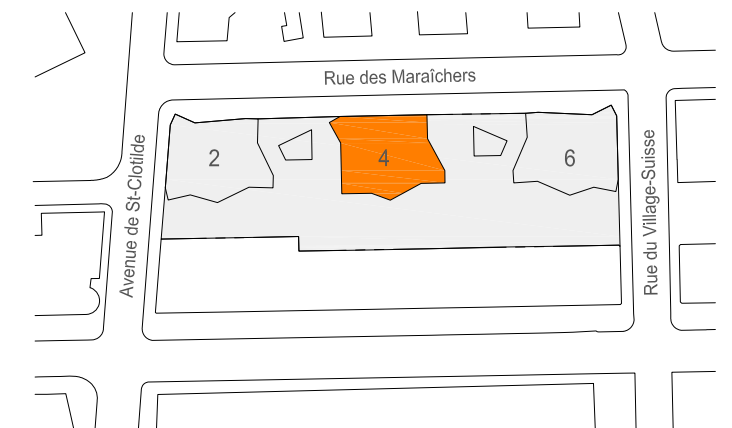 Rue des Maraîchers
2
4
6
Avenue de St-Clotilde
Rue du Village-Suisse